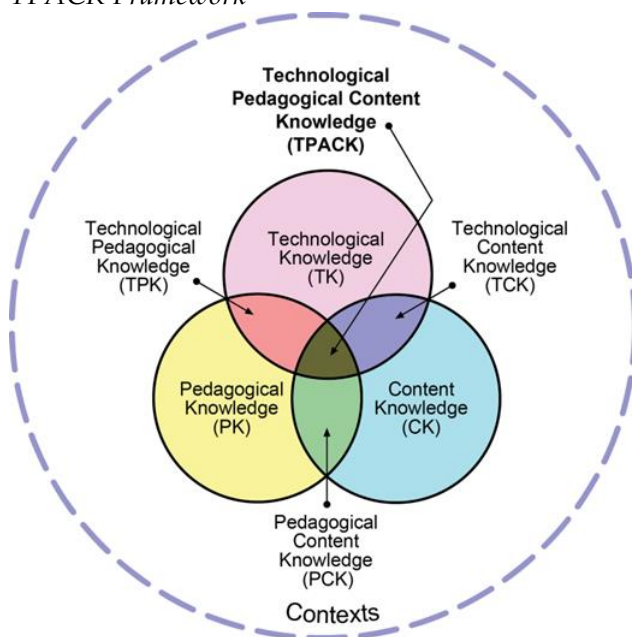 TPACK Framework
Technological
Pedagogical Content
Knowledge
(TPACK)
Technological
Pedagogical
Knowledge
(TPK)
Technological
Knowledge
(TK)
Technological
Content
Knowledge
(TCK)
Pedagogical
Knowledge
(PK)
Content
Knowledge
(CK)
Pedagogical
Content
Knowledge
(PCK)
Contexts